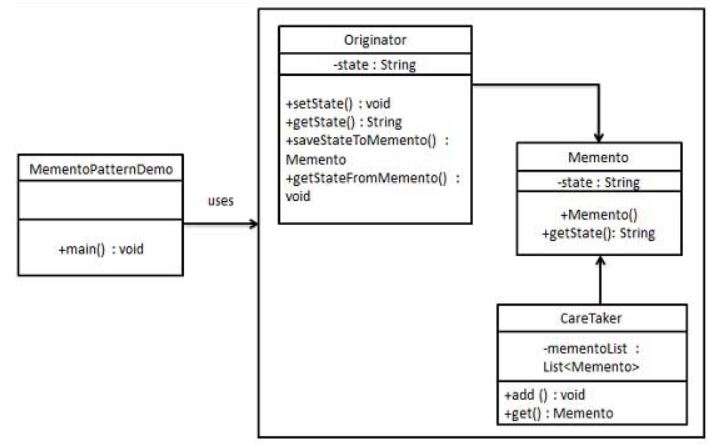 Originator
-state : String
+setState() : void
+getState() : String
+saveStateToMemento() :
Memento
+getStateFromMemento() :
void
MementoPatternDemo
+main() : void
uses
Memento
-state : String
+Memento()
+getState(): String
CareTaker
-mementoList :
List<Memento>
+add () : void
+get() : Memento